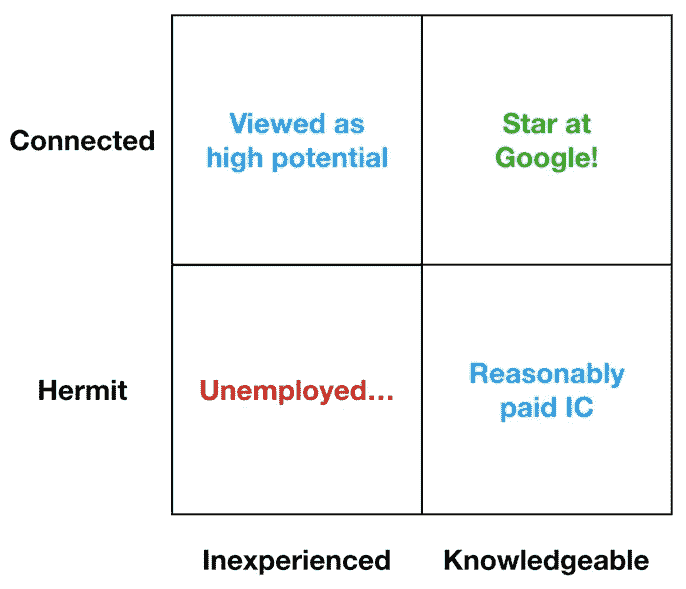 Connected
Viewed as
high potential
Star at
Google!
Hermit
Unemployed...
Reasonably
paid IC
Inexperienced
Knowledgeable